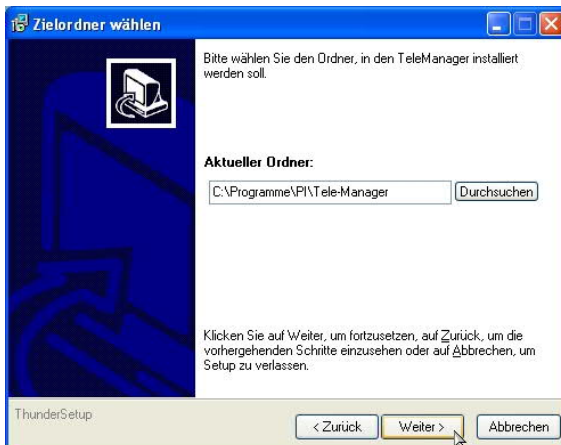 Zielordner wählen
Bitte wählen Sie den Ordner, in den TeleManager installiert
werden soll.
Aktueller Ordner:
C:\Programme\PI\Tele-Manager
Durchsuchen
Klicken Sie auf Weiter, um fortzusetzen, auf Zurück, um die
vorhergehenden Schritte einzusehen oder auf Abbrechen, um
Setup zu verlassen.
ThunderSetup
< Zurück Weiter > Abbrechen